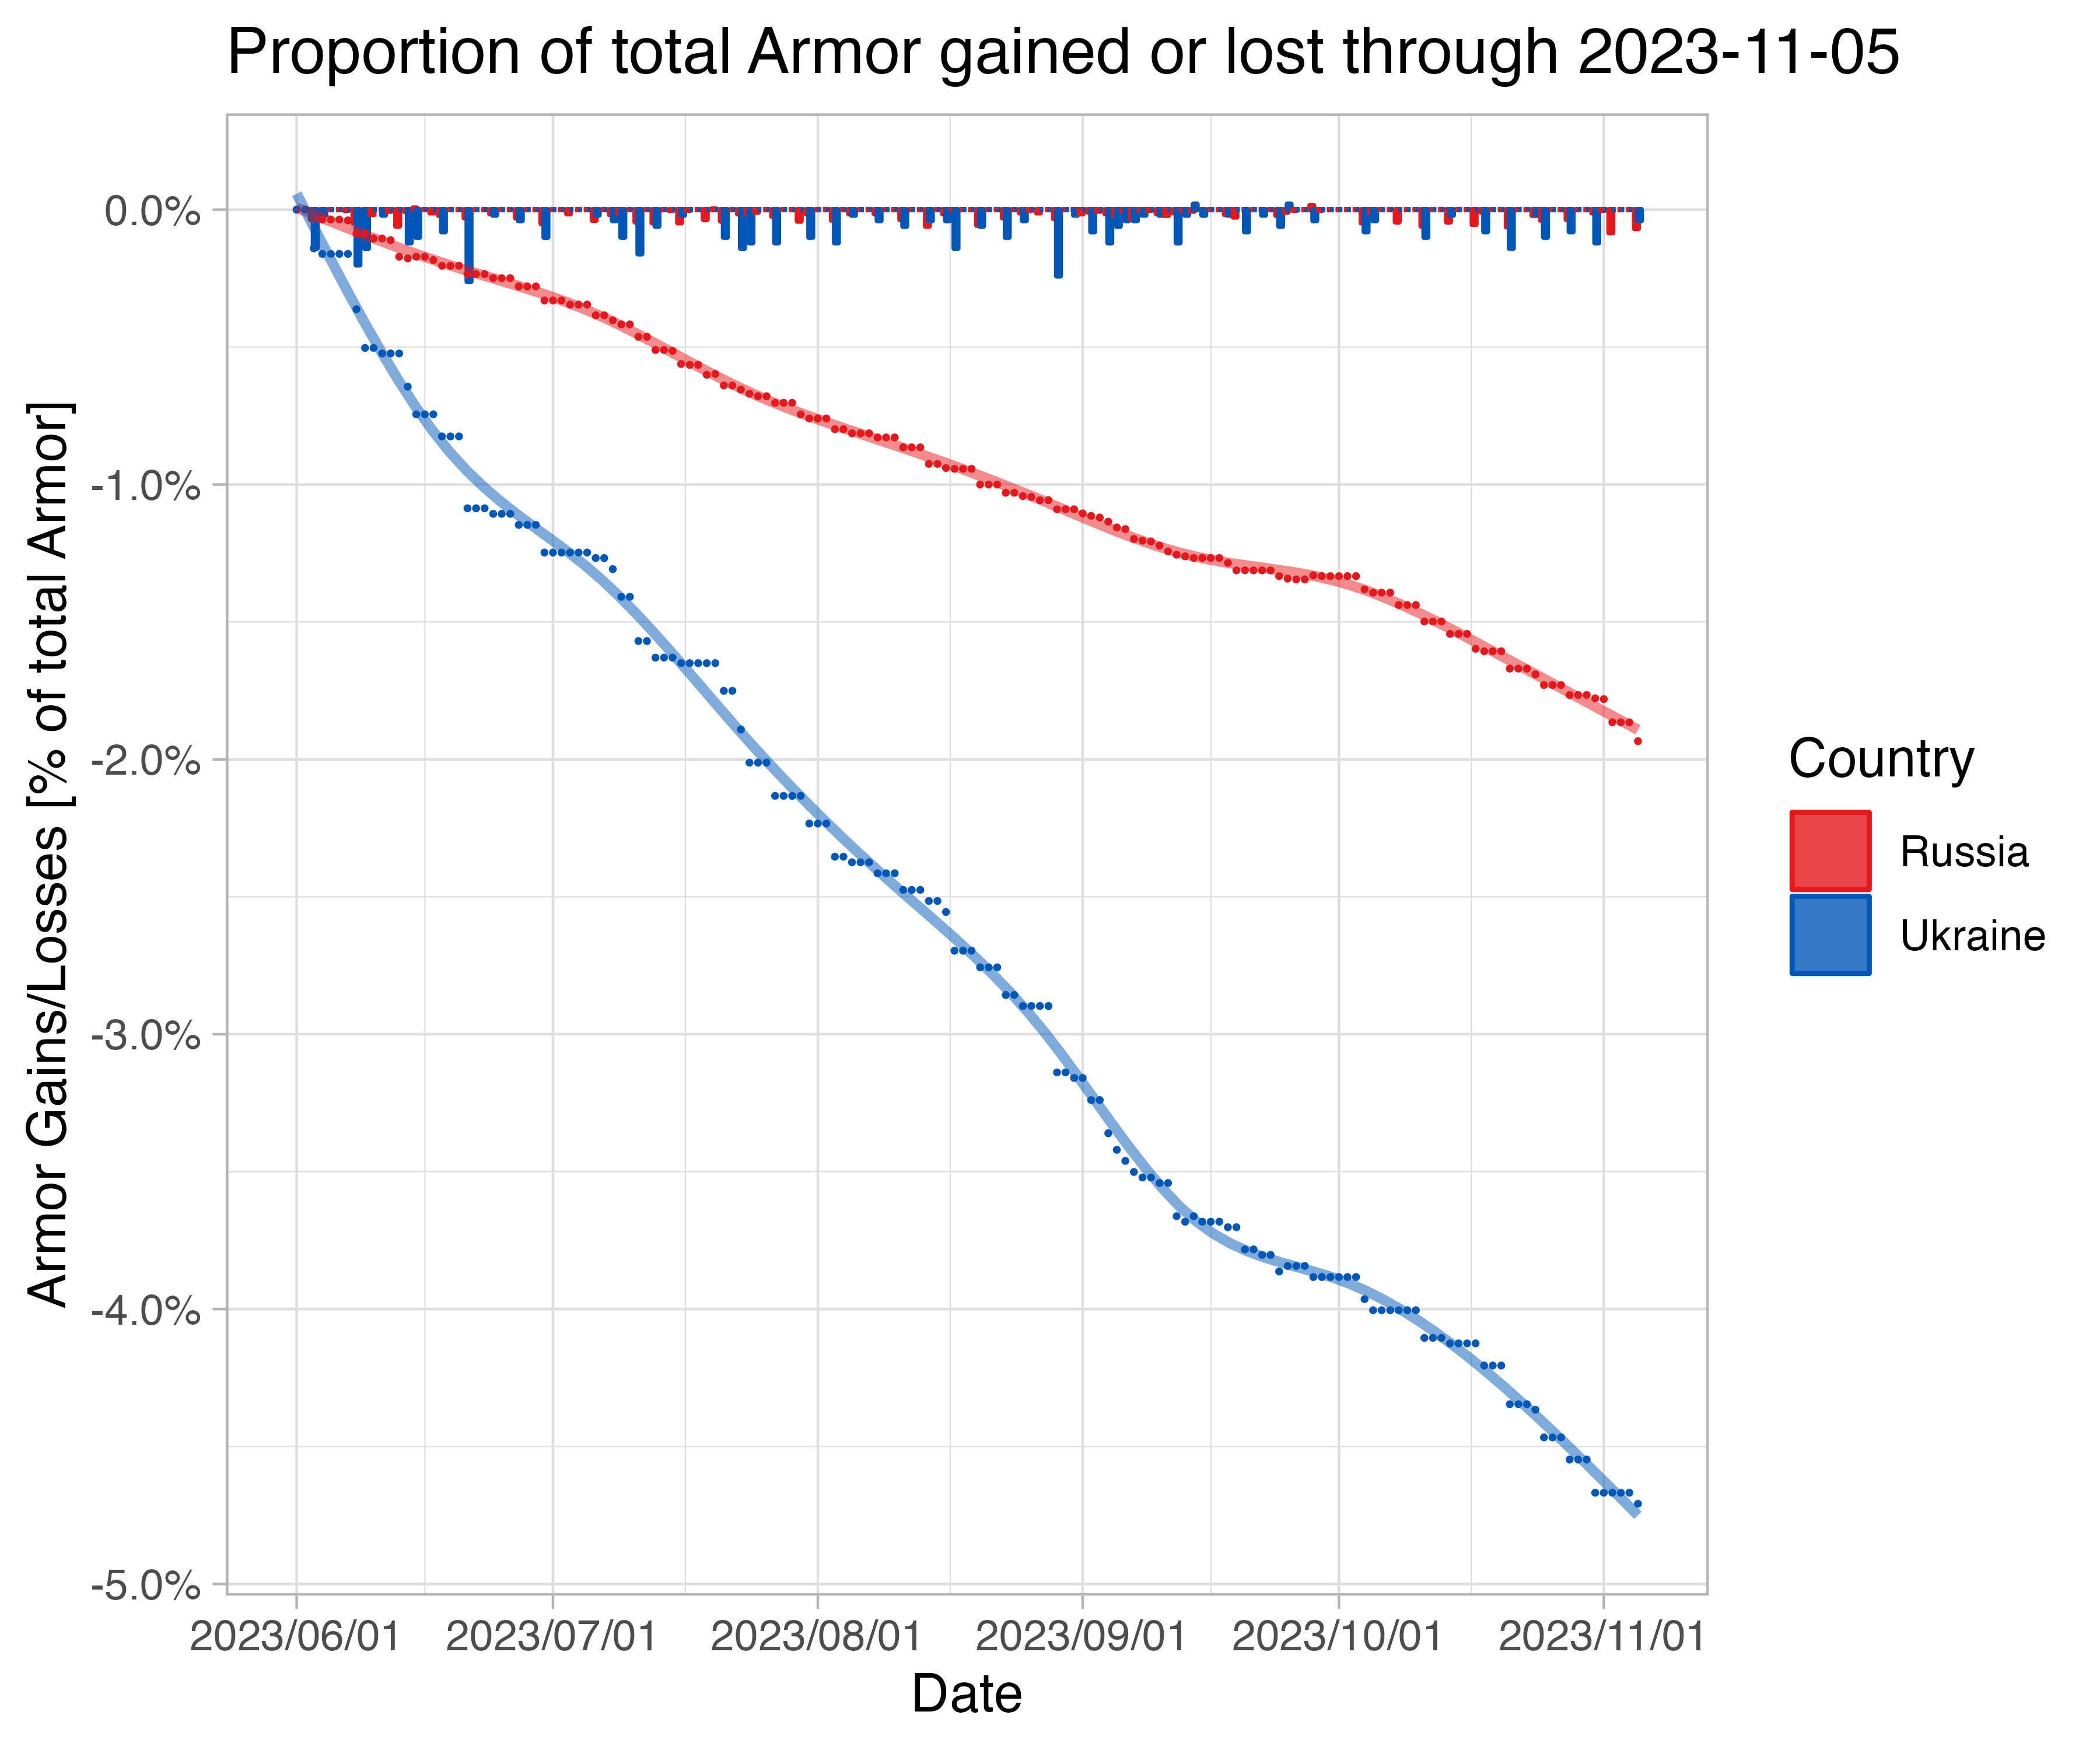 Proportion of total Armor gained or lost through 2023-11-05
Armor Gains/Losses [% of total Armor]
0.0%
-1.0%
-2.0%
-3.0%
-4.0%
-5.0%
2023/06/01
2023/07/01
2023/08/01
2023/09/01
2023/10/01
2023/11/01
Date
Country
Russia
Ukraine